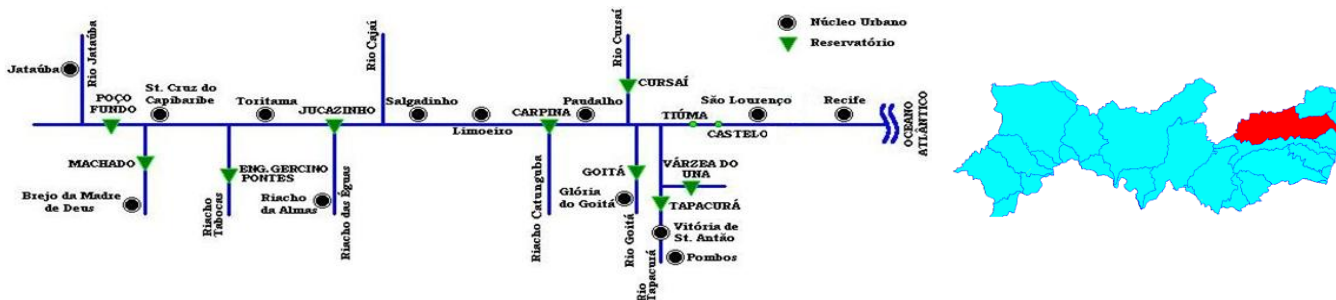 Núcleo Urbano
Reservatório
Jataúba
Rio Jataúba
POÇO
FUNDO
St. Cruz do
Capibaribe
MACHADO
Brejo da Madre
de Deus
Toritama
ENG. GERCINO
PONTES
Riacho
Tabocas
JUCAZINHO
Riacho
da Almas
Riacho das Éguas
Rio Cajaí
Salgadinho
Limoeiro
CARPINA
Riacho Catunguba
Paudalho
Rio Cursaí
CURSAÍ
GOITÁ
Glória
do Goitá
Rio Goitá
TIÚMA
CASTELO
VÁRZEA DO
UNA
TAPACURÁ
Vitória de
St. Antão
Pombos
Rio
Tapacurá
São Lourenço
Recife
OCEANO
ATLÂNTICO